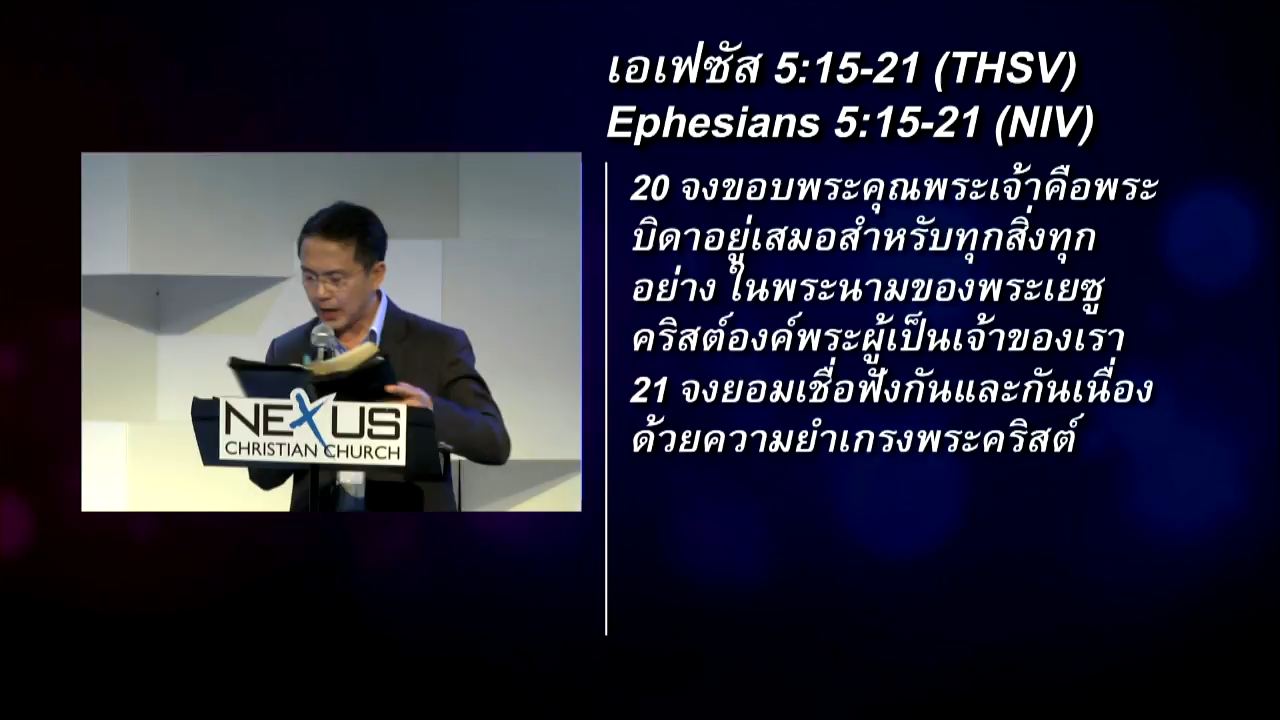 เอเฟซัส 5:15-21 (THSV)
Ephesians 5:15-21 (NIV)
20 จงขอบพระคุณพระเจ้าคือพระ
บิดาอยู่เสมอสำหรับทุกสิ่งทุก
อย่าง ในพระนามของพระเยซู
คริสต์องค์พระผู้เป็นเจ้าของเรา
21 จงยอมเชื่อฟังกันและกันเนื่อง
ด้วยความยำเกรงพระคริสต์
NEXUS
CHRISTIAN CHURCH